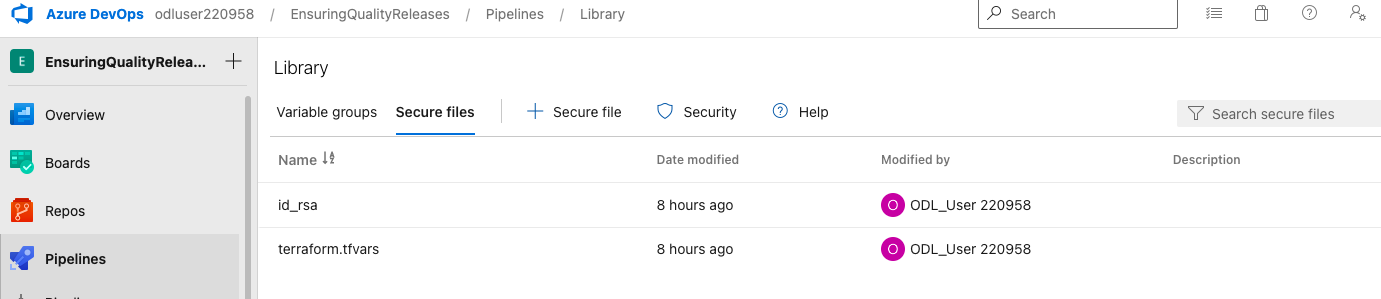 Azure DevOps odluser220958 / EnsuringQualityReleases / Pipelines / Library Search
E EnsuringQualityRelea... +
Library
Overview
Variable groups Secure files + Secure file Security ? Help Search secure files
Boards
Name Date modified Modified by Description
Repos
id_rsa 8 hours ago O ODL_User 220958
Pipelines
terraform.tfvars 8 hours ago O ODL_User 220958